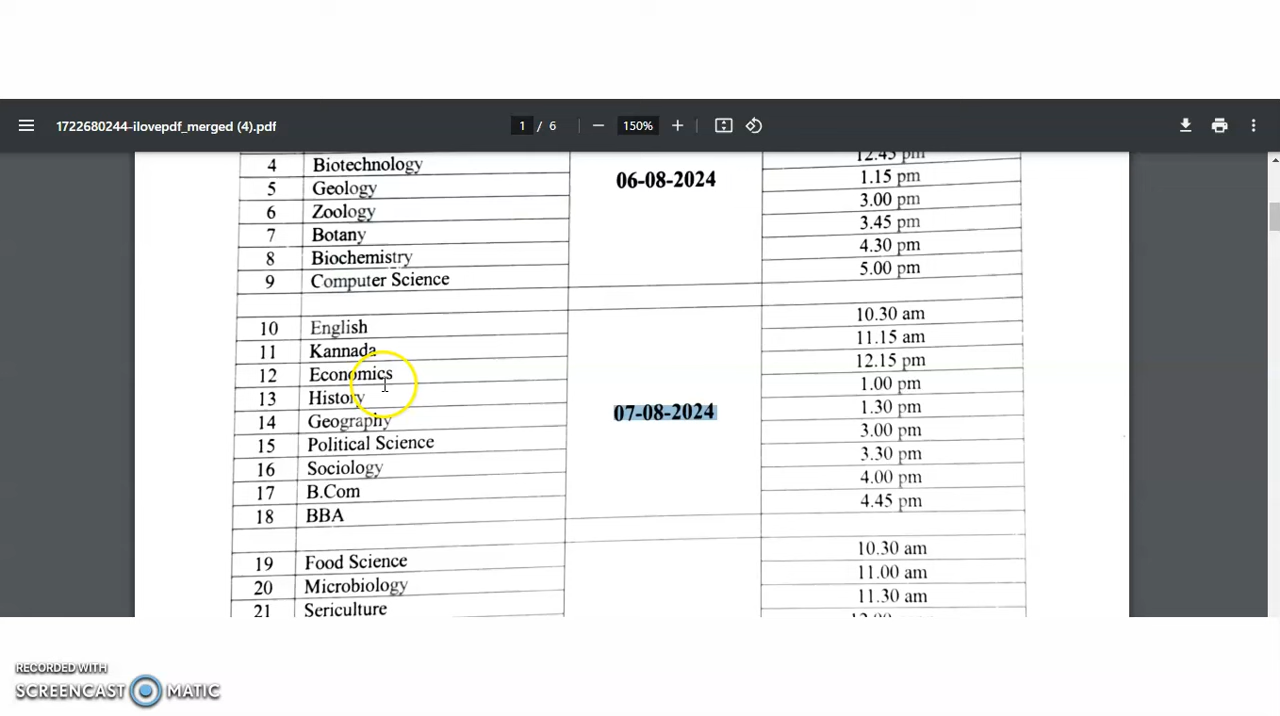 1722680244-ilovepdf_merged (4).pdf 1 / 6 150%
12.45 pm
4 Biotechnology 06-08-2024 1.15 pm
5 Geology 3.00 pm
6 Zoology 3.45 pm
7 Botany 4.30 pm
8 Biochemistry 5.00 pm
9 Computer Science
10 English 10.30 am
11 Kannada 11.15 am
12 Economics 12.15 pm
13 History 07-08-2024 1.00 pm
14 Geography 1.30 pm
15 Political Science 3.00 pm
16 Sociology 3.30 pm
17 B.Com 4.00 pm
18 BBA 4.45 pm
19 Food Science 10.30 am
20 Microbiology 11.00 am
21 Sericulture 11.30 am
RECORDED WITH
SCREENCAST MATIC